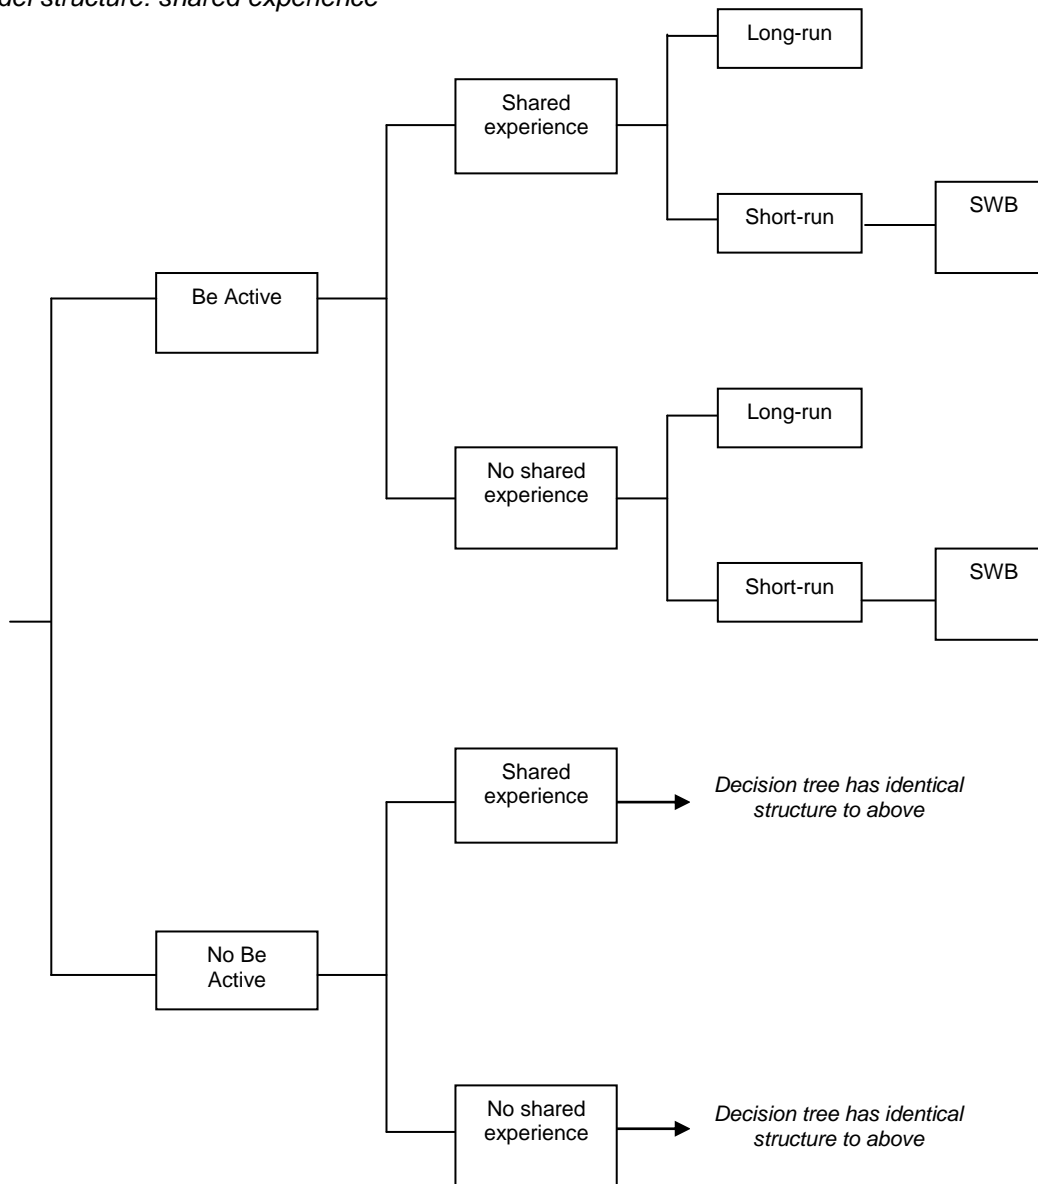 structure: shared experience
Long-run
Shared
experience
Short-run
SWB
Be Active
Long-run
No shared
experience
Short-run
SWB
Shared
experience
Decision tree has identical
structure to above
No Be
Active
No shared
experience
Decision tree has identical
structure to above